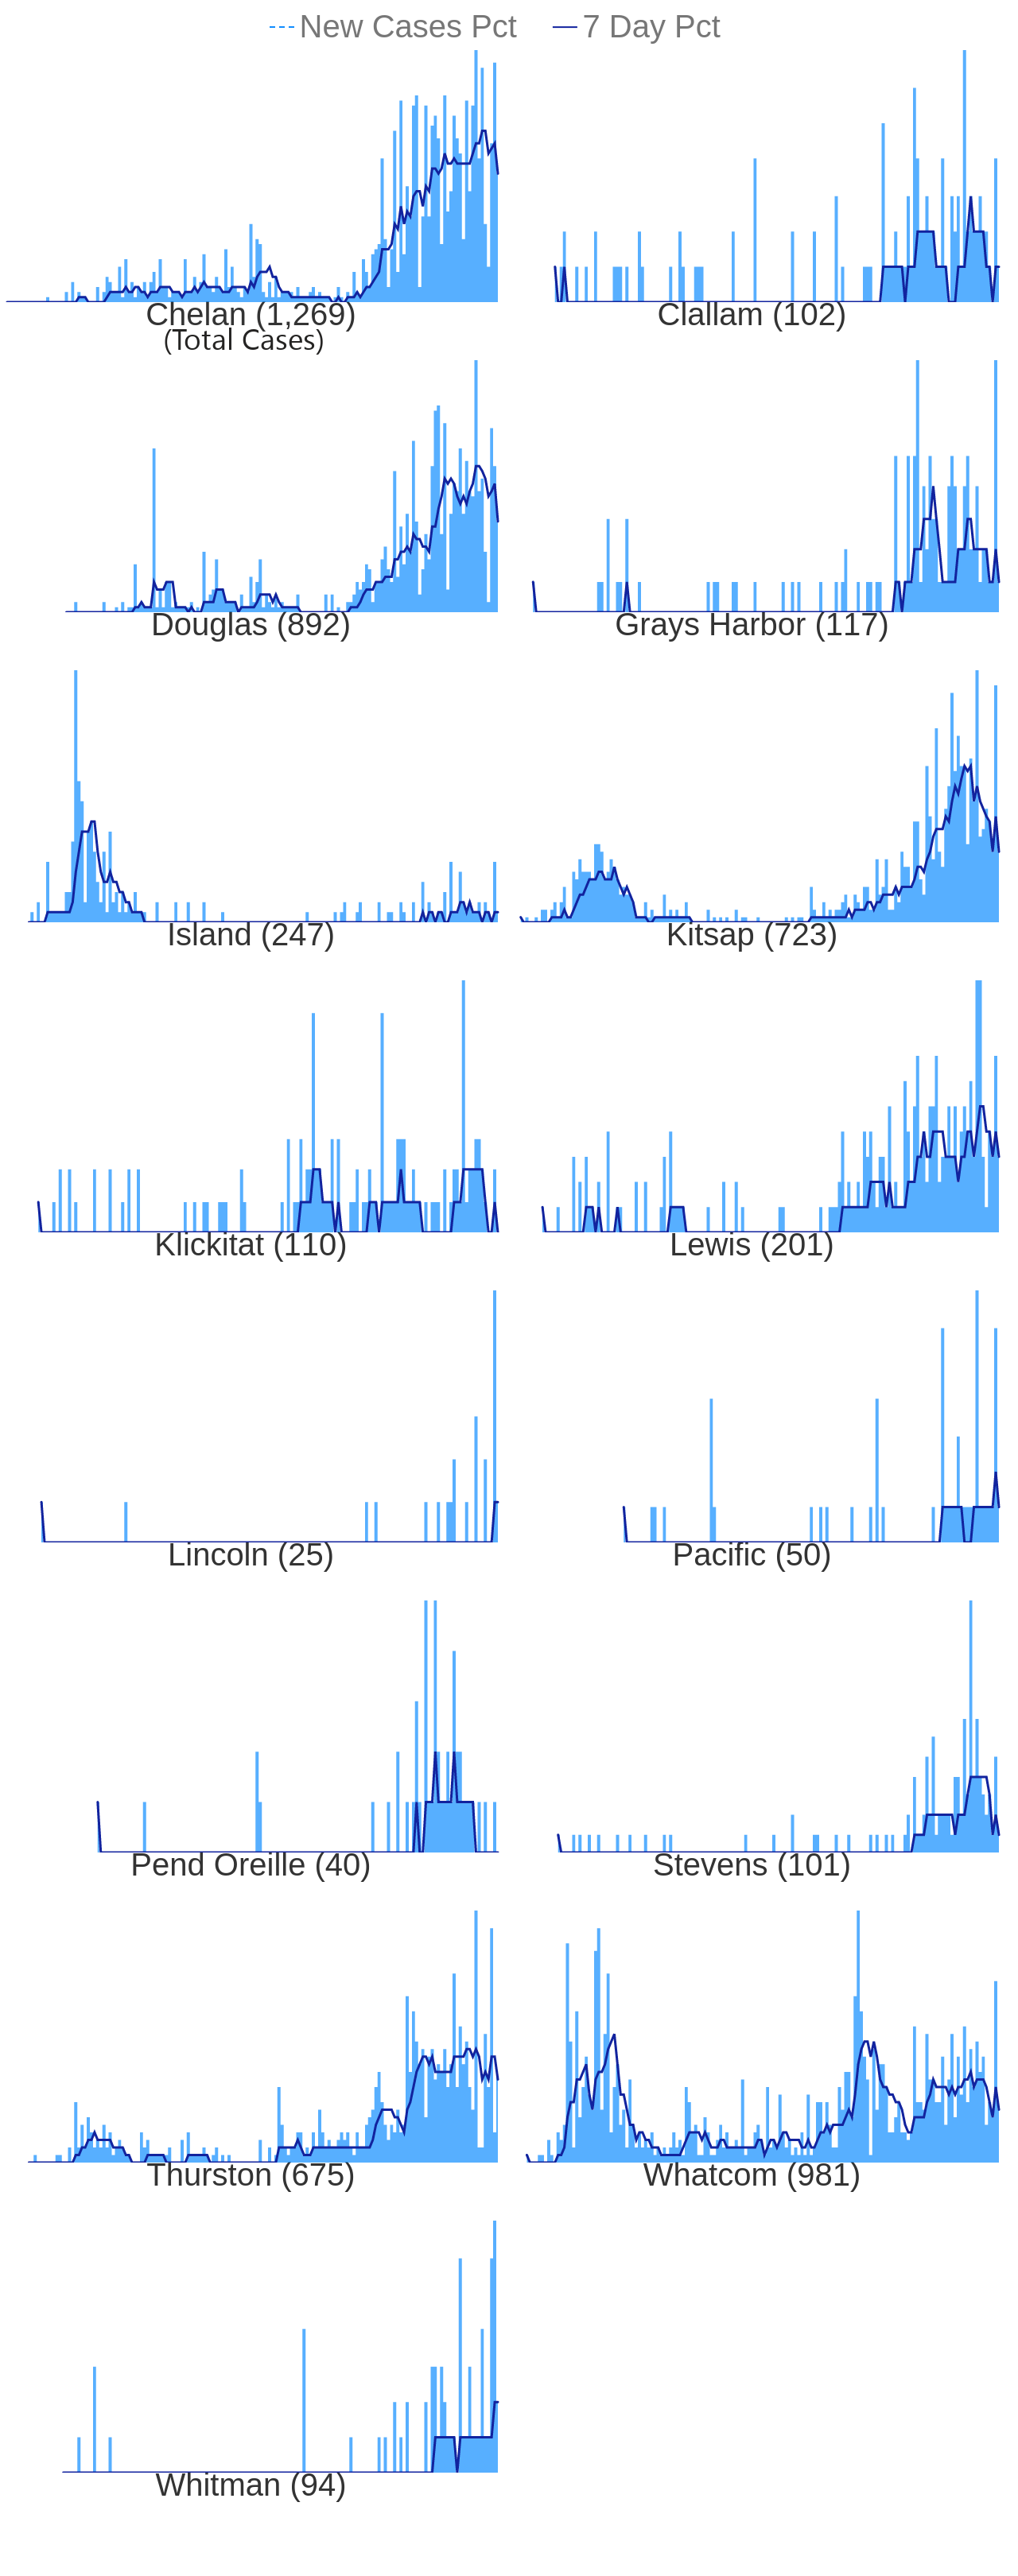 New Cases Pct 7 Day Pct
Chelan (1,269) Clallam (102)
(Total Cases)
Douglas (892) Grays Harbor (117)
Island (247) Kitsap (723)
Klickitat (110) Lewis (201)
Lincoln (25) Pacific (50)
Pend Oreille (40) Stevens (101)
Thurston (675) Whatcom (981)
Whitman (94)